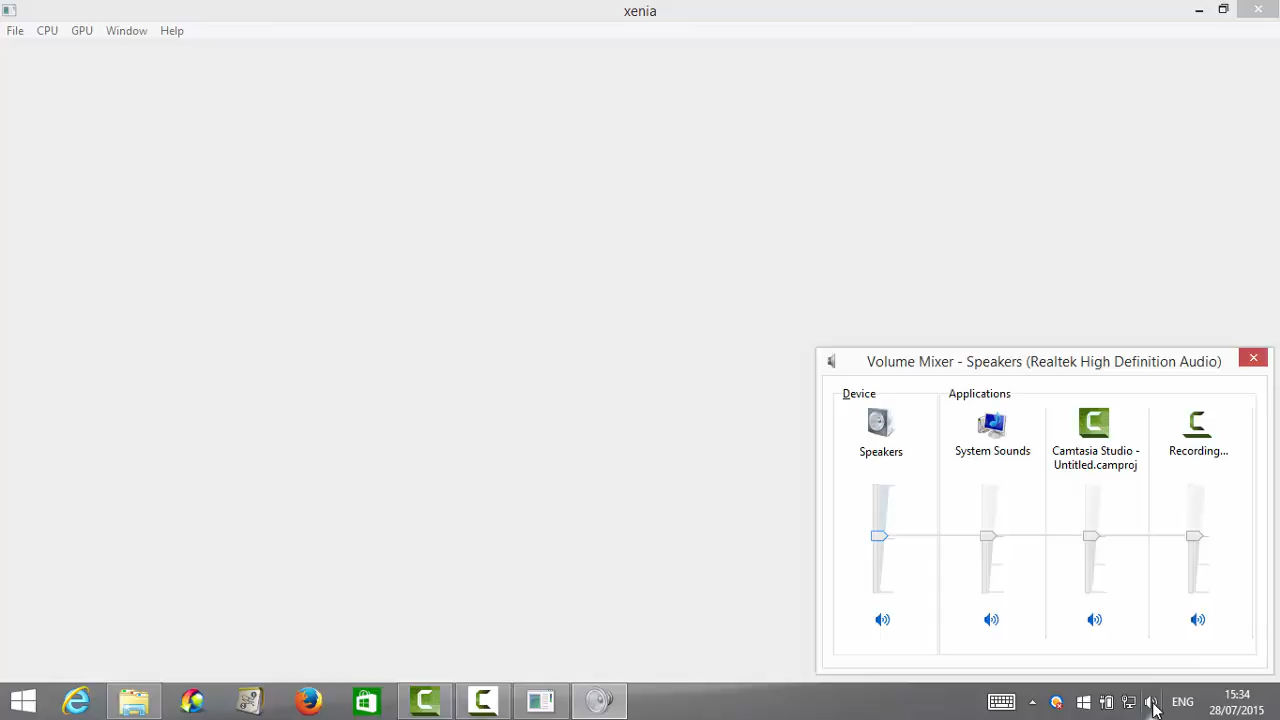 xenia
File CPU GPU Window Help
Volume Mixer - Speakers (Realtek High Definition Audio)
Device
Applications
Speakers
System Sounds
Camtasia Studio -
Untitled.camproj
Recording...
ENG
15:34
28/07/2015